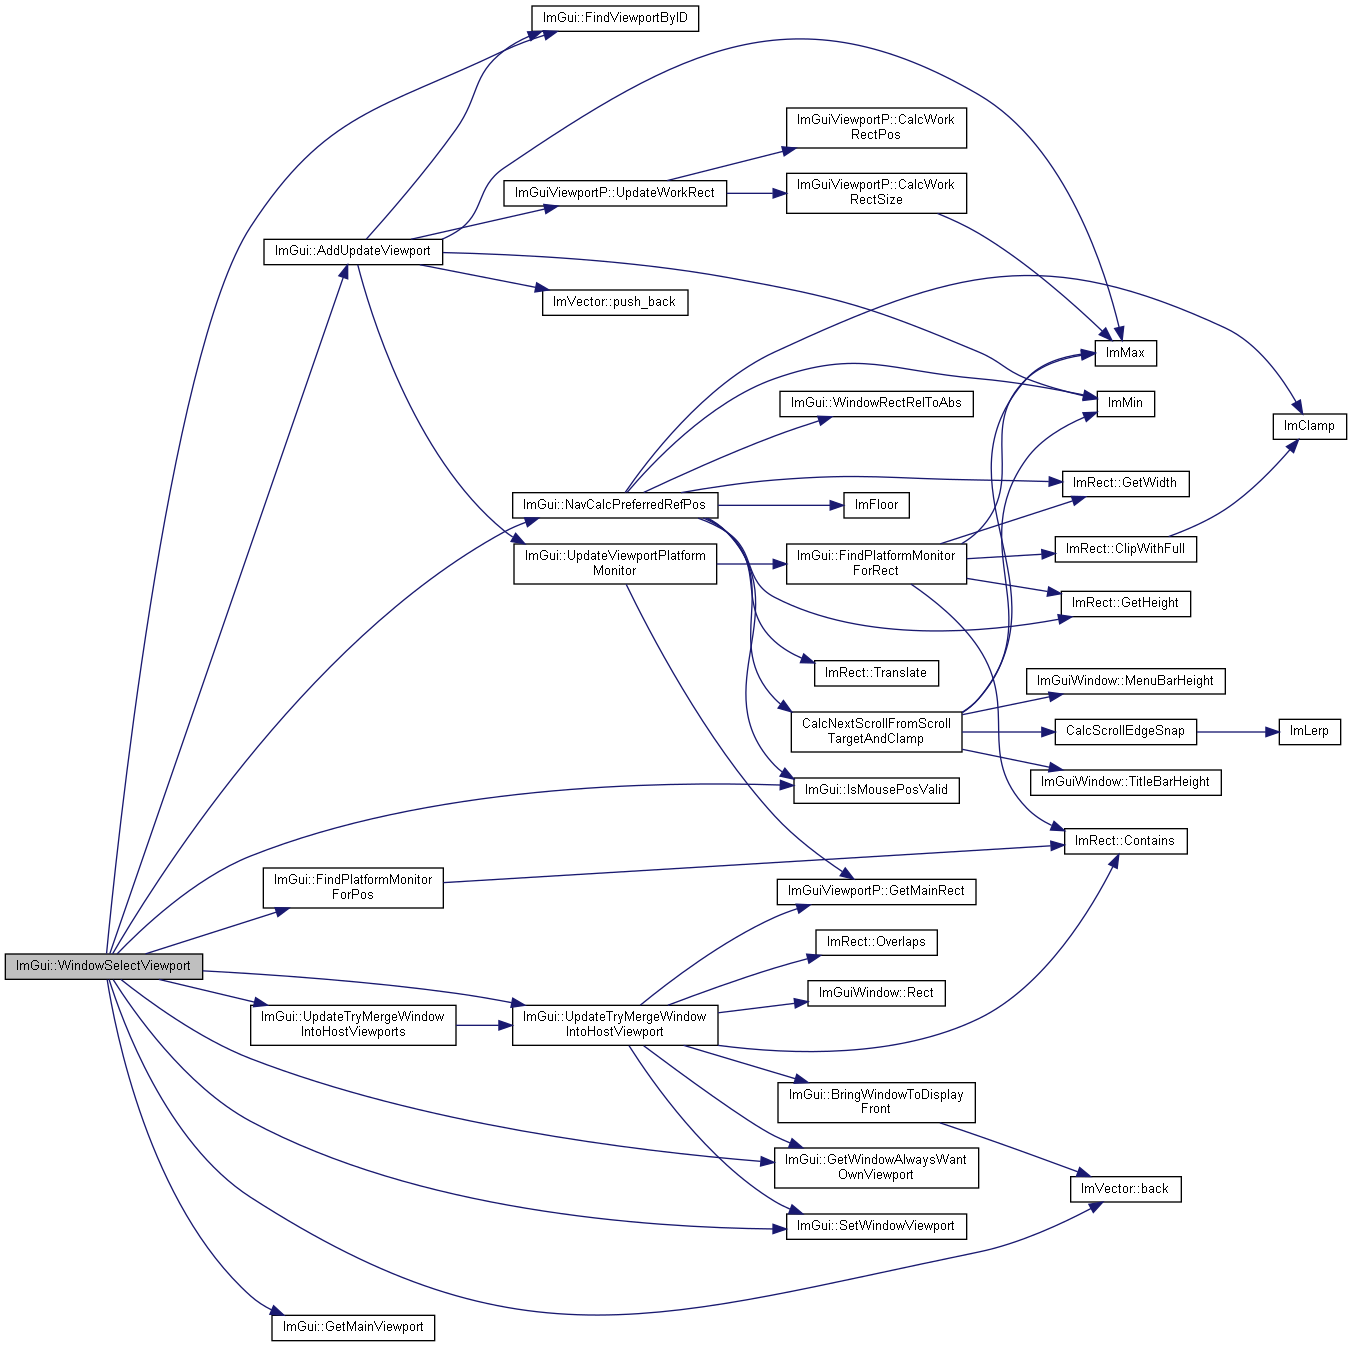 ImGui::FindViewportByID
ImGuiViewportP::CalcWork
RectPos
ImGuiViewportP::UpdateWorkRect
ImGuiViewportP::CalcWork
RectSize
ImGui::AddUpdateViewport
ImVector::push_back
ImMax
ImGui::WindowRectRelToAbs
ImMin
ImClamp
ImRect::GetWidth
ImGui::NavCalcPreferredRefPos
ImFloor
ImRect::ClipWithFull
ImGui::UpdateViewportPlatform
Monitor
ImGui::FindPlatformMonitor
ForRect
ImRect::GetHeight
ImRect::Translate
ImGuiWindow::MenuBarHeight
CalcNextScrollFromScroll
TargetAndClamp
CalcScrollEdgeSnap
ImLerp
ImGuiWindow::TitleBarHeight
ImGui::IsMousePosValid
ImRect::Contains
ImGui::FindPlatformMonitor
ForPos
ImGuiViewportP::GetMainRect
ImRect::Overlaps
ImGui::WindowSelectViewport
ImGuiWindow::Rect
ImGui::UpdateTryMergeWindow
IntoHostViewports
ImGui::UpdateTryMergeWindow
IntoHostViewport
ImGui::BringWindowToDisplay
Front
ImGui::GetWindowAlwaysWant
OwnViewport
ImVector::back
ImGui::SetWindowViewport
ImGui::GetMainViewport